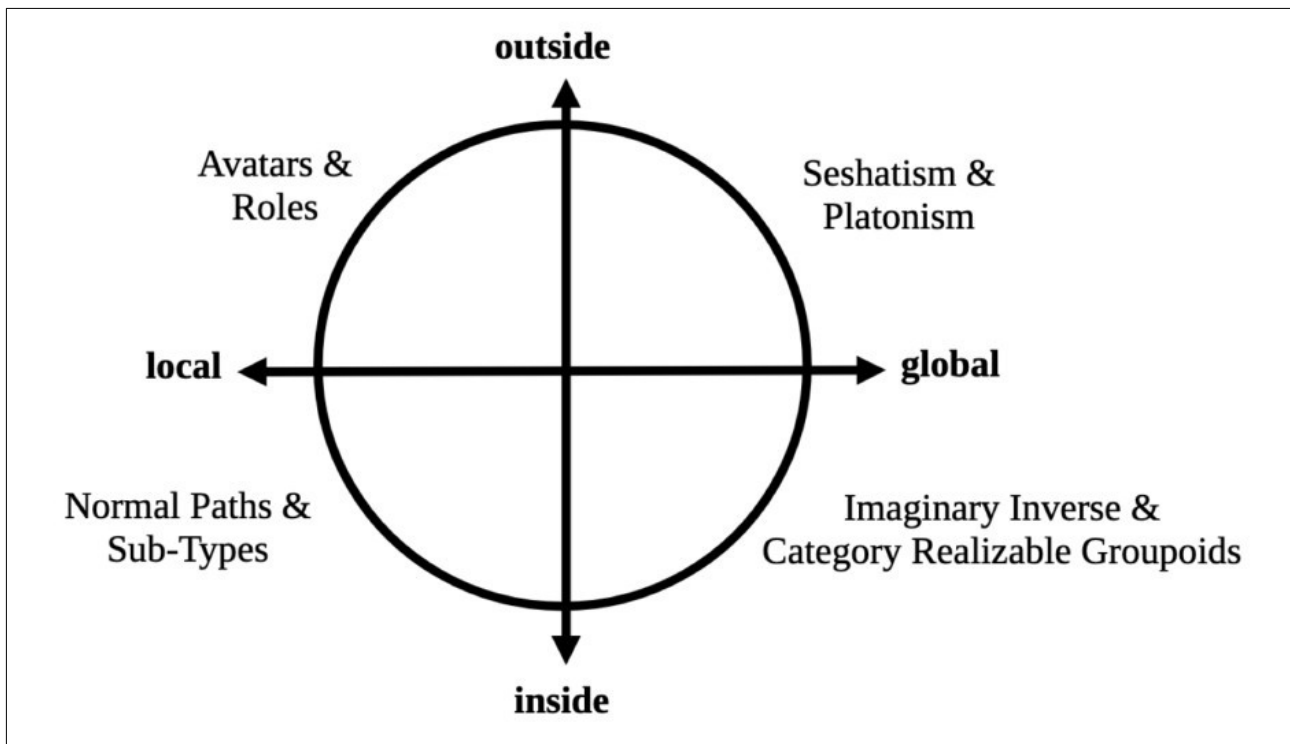 outside
Avatars &
Roles
Seshatism &
Platonism
local
global
Normal Paths &
Sub-Types
Imaginary Inverse &
Category Realizable Groupoids
inside